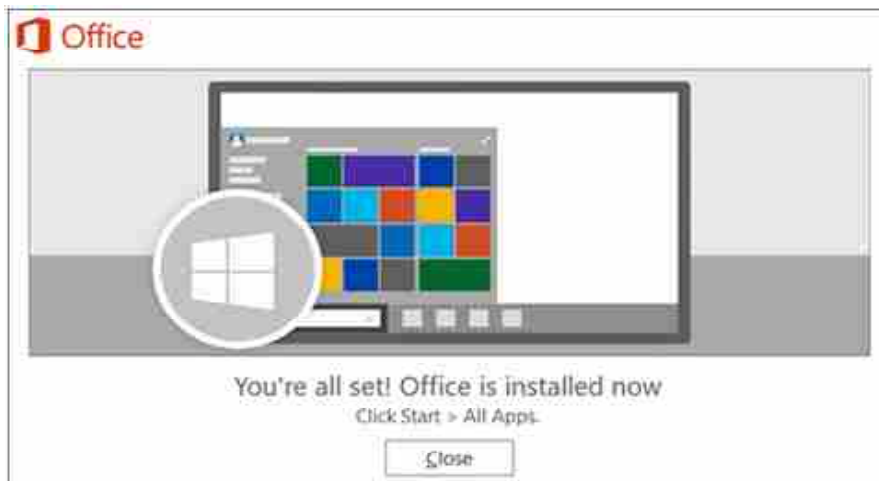 Office
You're all set! Office is installed now
Click Start > All Apps.
Close